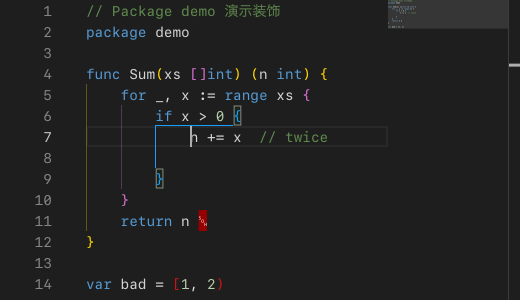 1 // Package demo 演示装饰
2 package demo
3
4 func Sum(xs []int) (n int) {
5 for _, x := range xs {
6 if x > 0 {
7 n += x // twice
8
9 }
10 }
11 return n
12 }
13
14 var bad = [1, 2)